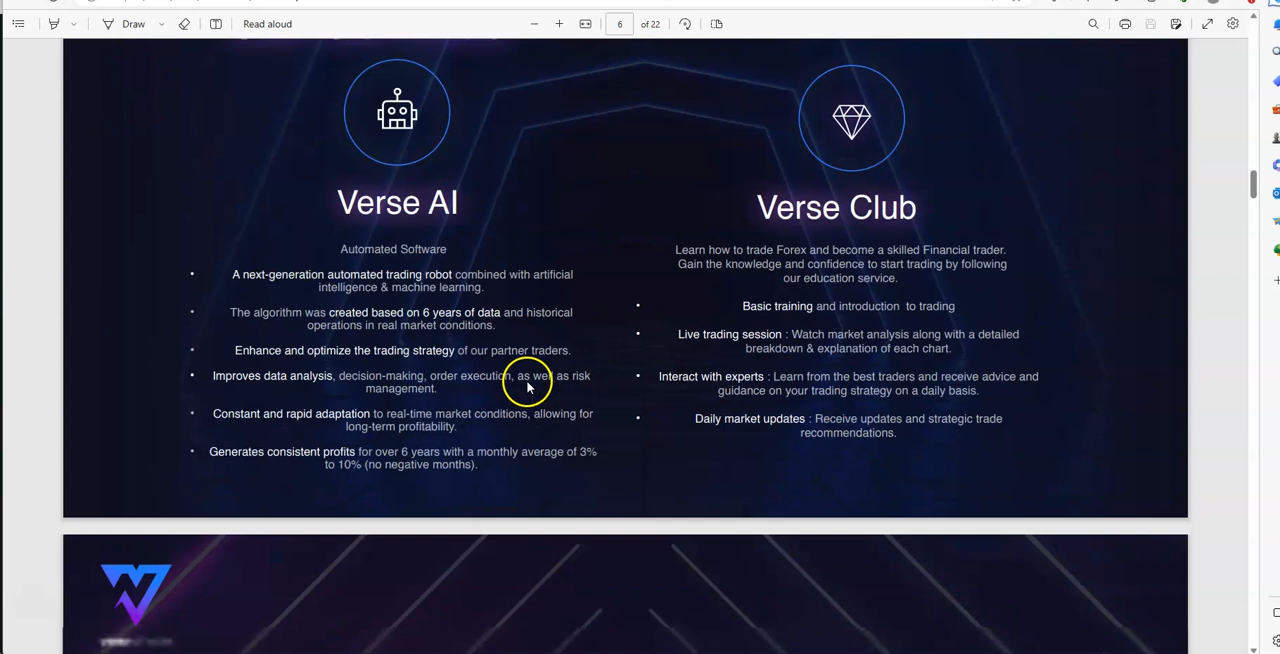 Draw
Read aloud
6 of 22
Verse AI
Automated Software
A next-generation automated trading robot combined with artificial
intelligence & machine learning.
The algorithm was created based on 6 years of data and historical
operations in real market conditions.
Enhance and optimize the trading strategy of our partner traders.
Improves data analysis, decision-making, order execution, as well as risk
management.
Constant and rapid adaptation to real-time market conditions, allowing for
long-term profitability.
Generates consistent profits for over 6 years with a monthly average of 3%
to 10% (no negative months).
Verse Club
Learn how to trade Forex and become a skilled Financial trader.
Gain the knowledge and confidence to start trading by following
our education service.
Basic training and introduction to trading
Live trading session : Watch market analysis along with a detailed
breakdown & explanation of each chart.
Interact with experts : Learn from the best traders and receive advice and
guidance on your trading strategy on a daily basis.
Daily market updates : Receive updates and strategic trade
recommendations.